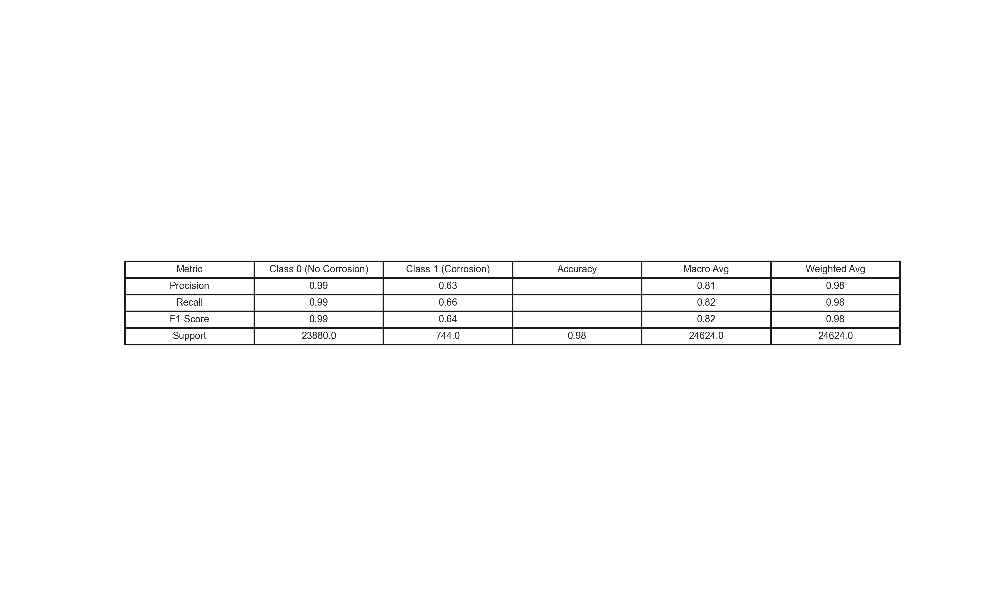 Metric Class 0 (No Corrosion) Class 1 (Corrosion) Accuracy Macro Avg Weighted Avg
Precision 0.99 0.63 0.81 0.98
Recall 0.99 0.66 0.82 0.98
F1-Score 0.99 0.64 0.82 0.98
Support 23880.0 744.0 0.98 24624.0 24624.0